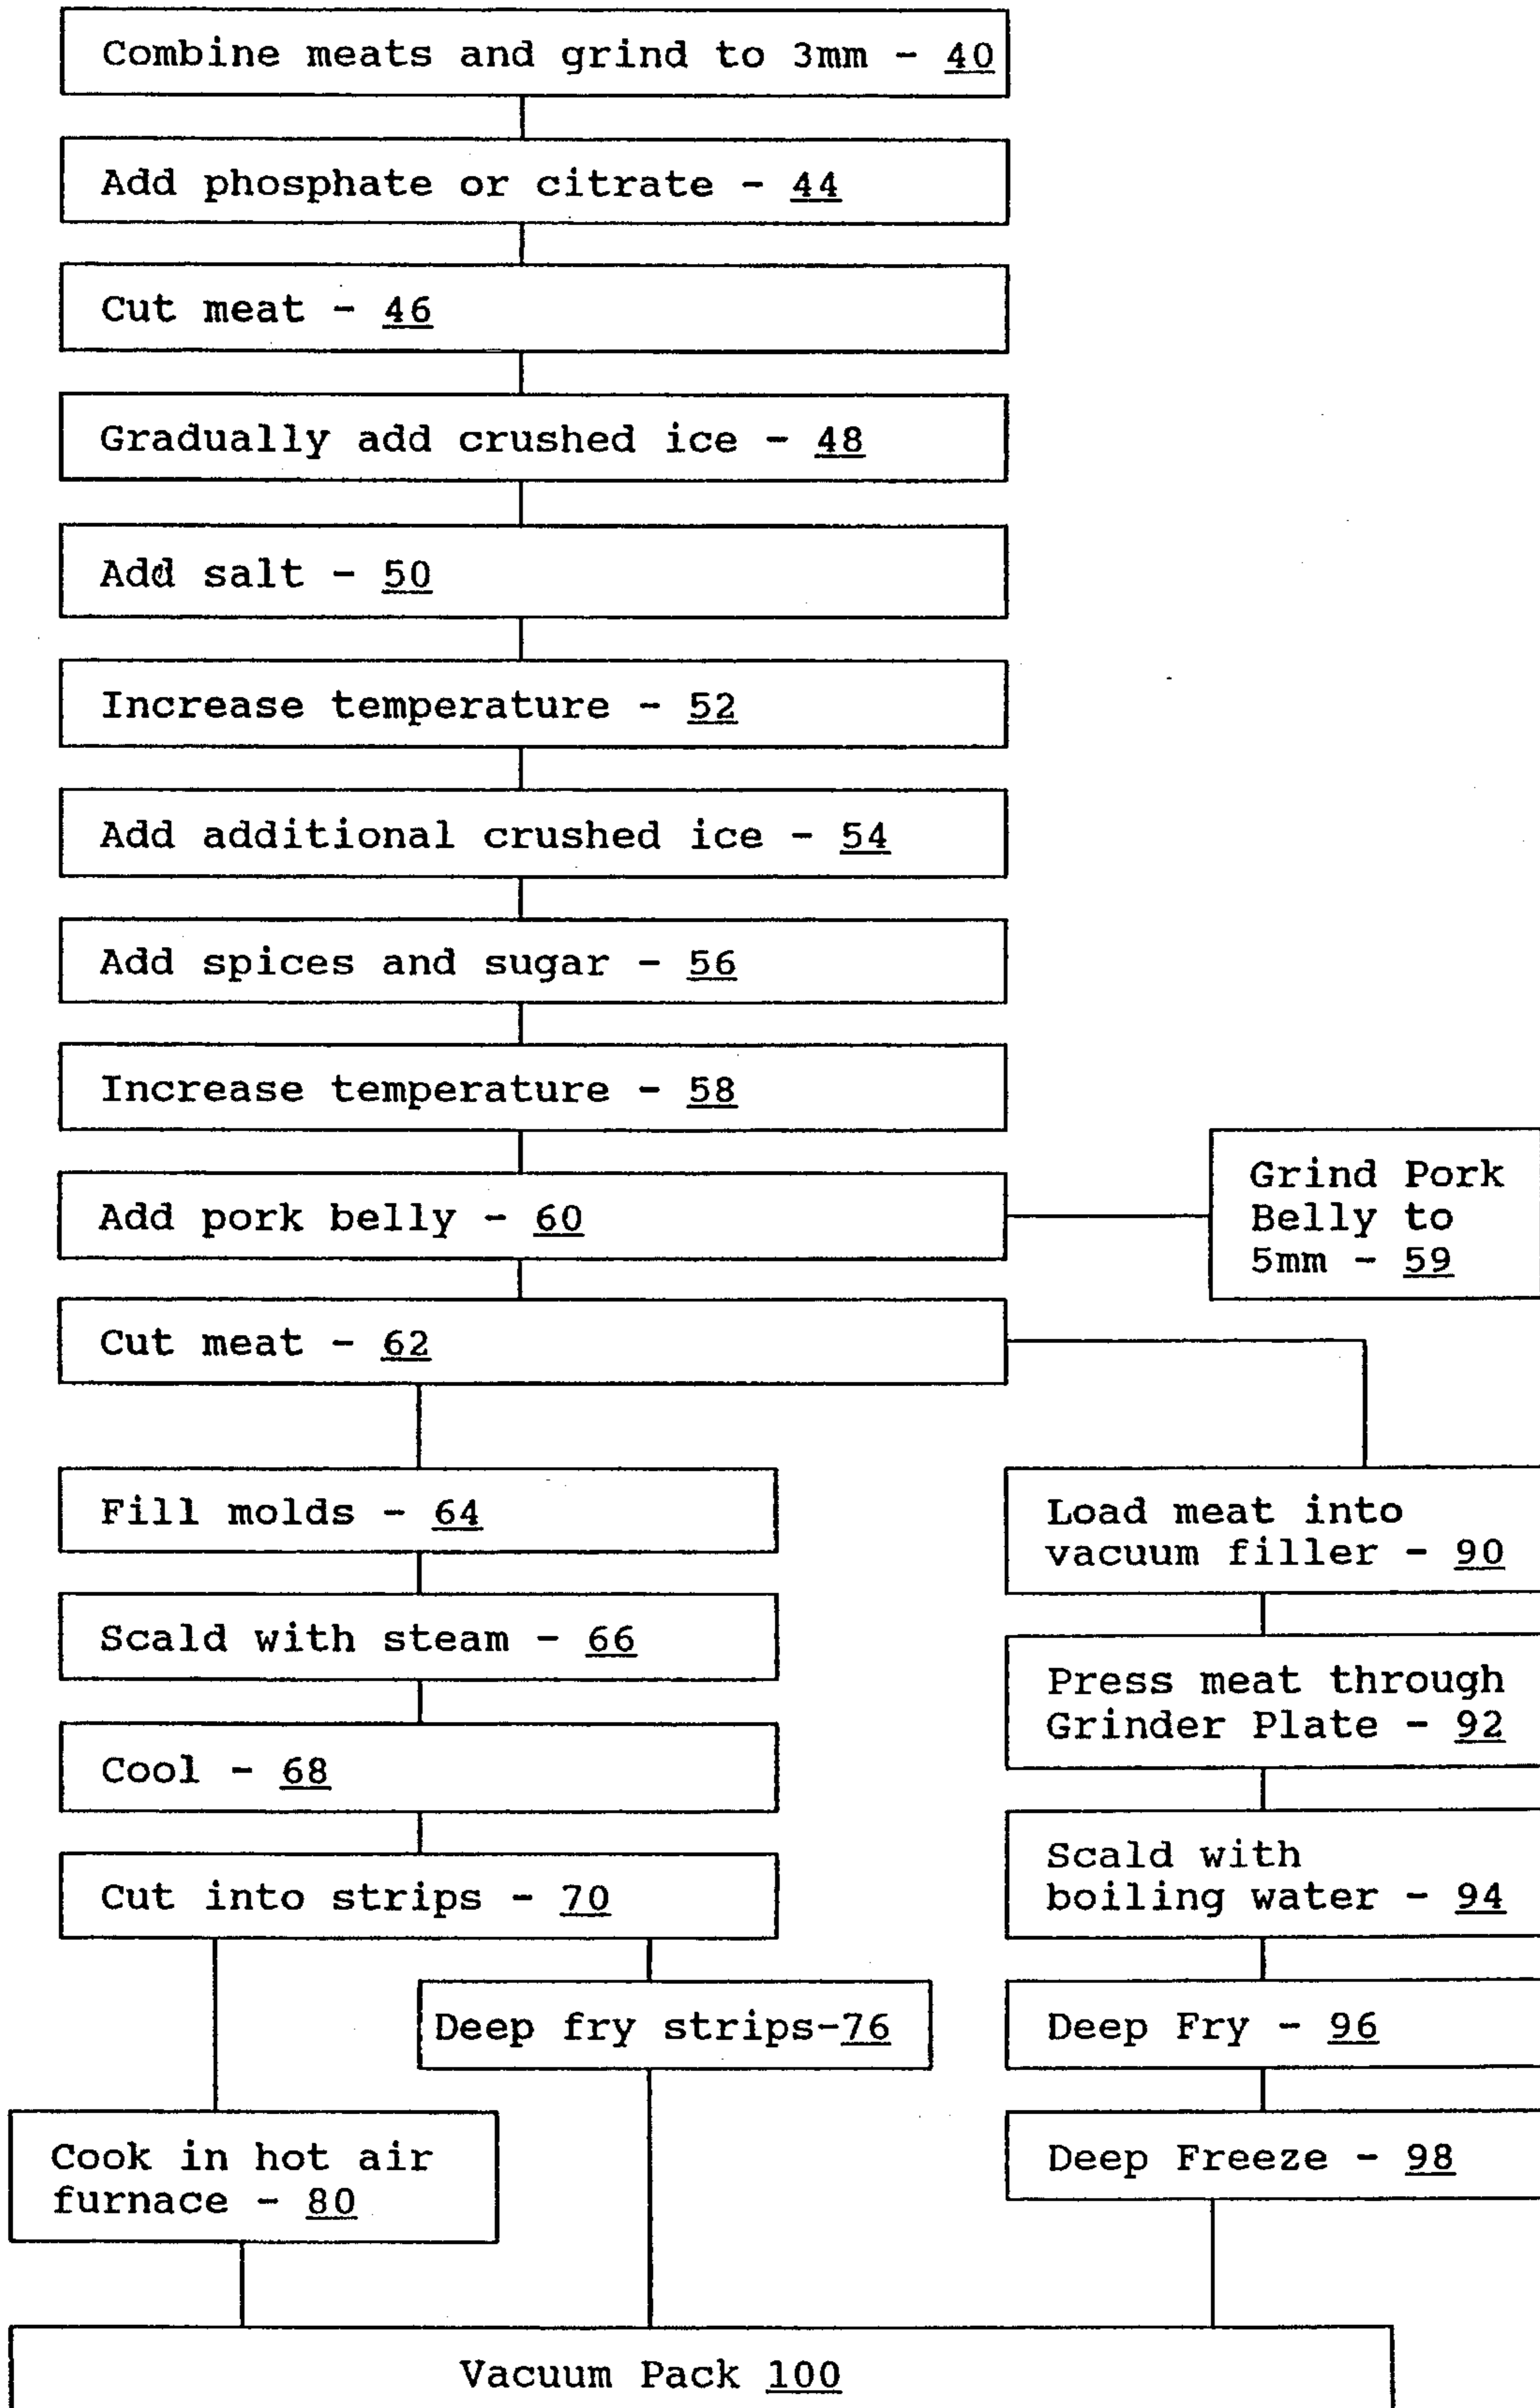 Combine meats and grind to 3mm - 40
Add phosphate or citrate - 44
Cut meat - 46
Gradually add crushed ice - 48
Add salt - 50
Increase temperature - 52
Add additional crushed ice - 54
Add spices and sugar - 56
Increase temperature - 58
Add pork belly - 60
Grind Pork
Belly to
5mm - 59
Cut meat - 62
Fill molds - 64
Scald with steam - 66
Cool - 68
Cut into strips - 70
Deep fry strips-76
Cook in hot air
furnace - 80
Load meat into
vacuum filler - 90
Press meat through
Grinder Plate - 92
Scald with
boiling water - 94
Deep Fry - 96
Deep Freeze - 98
Vacuum Pack 100